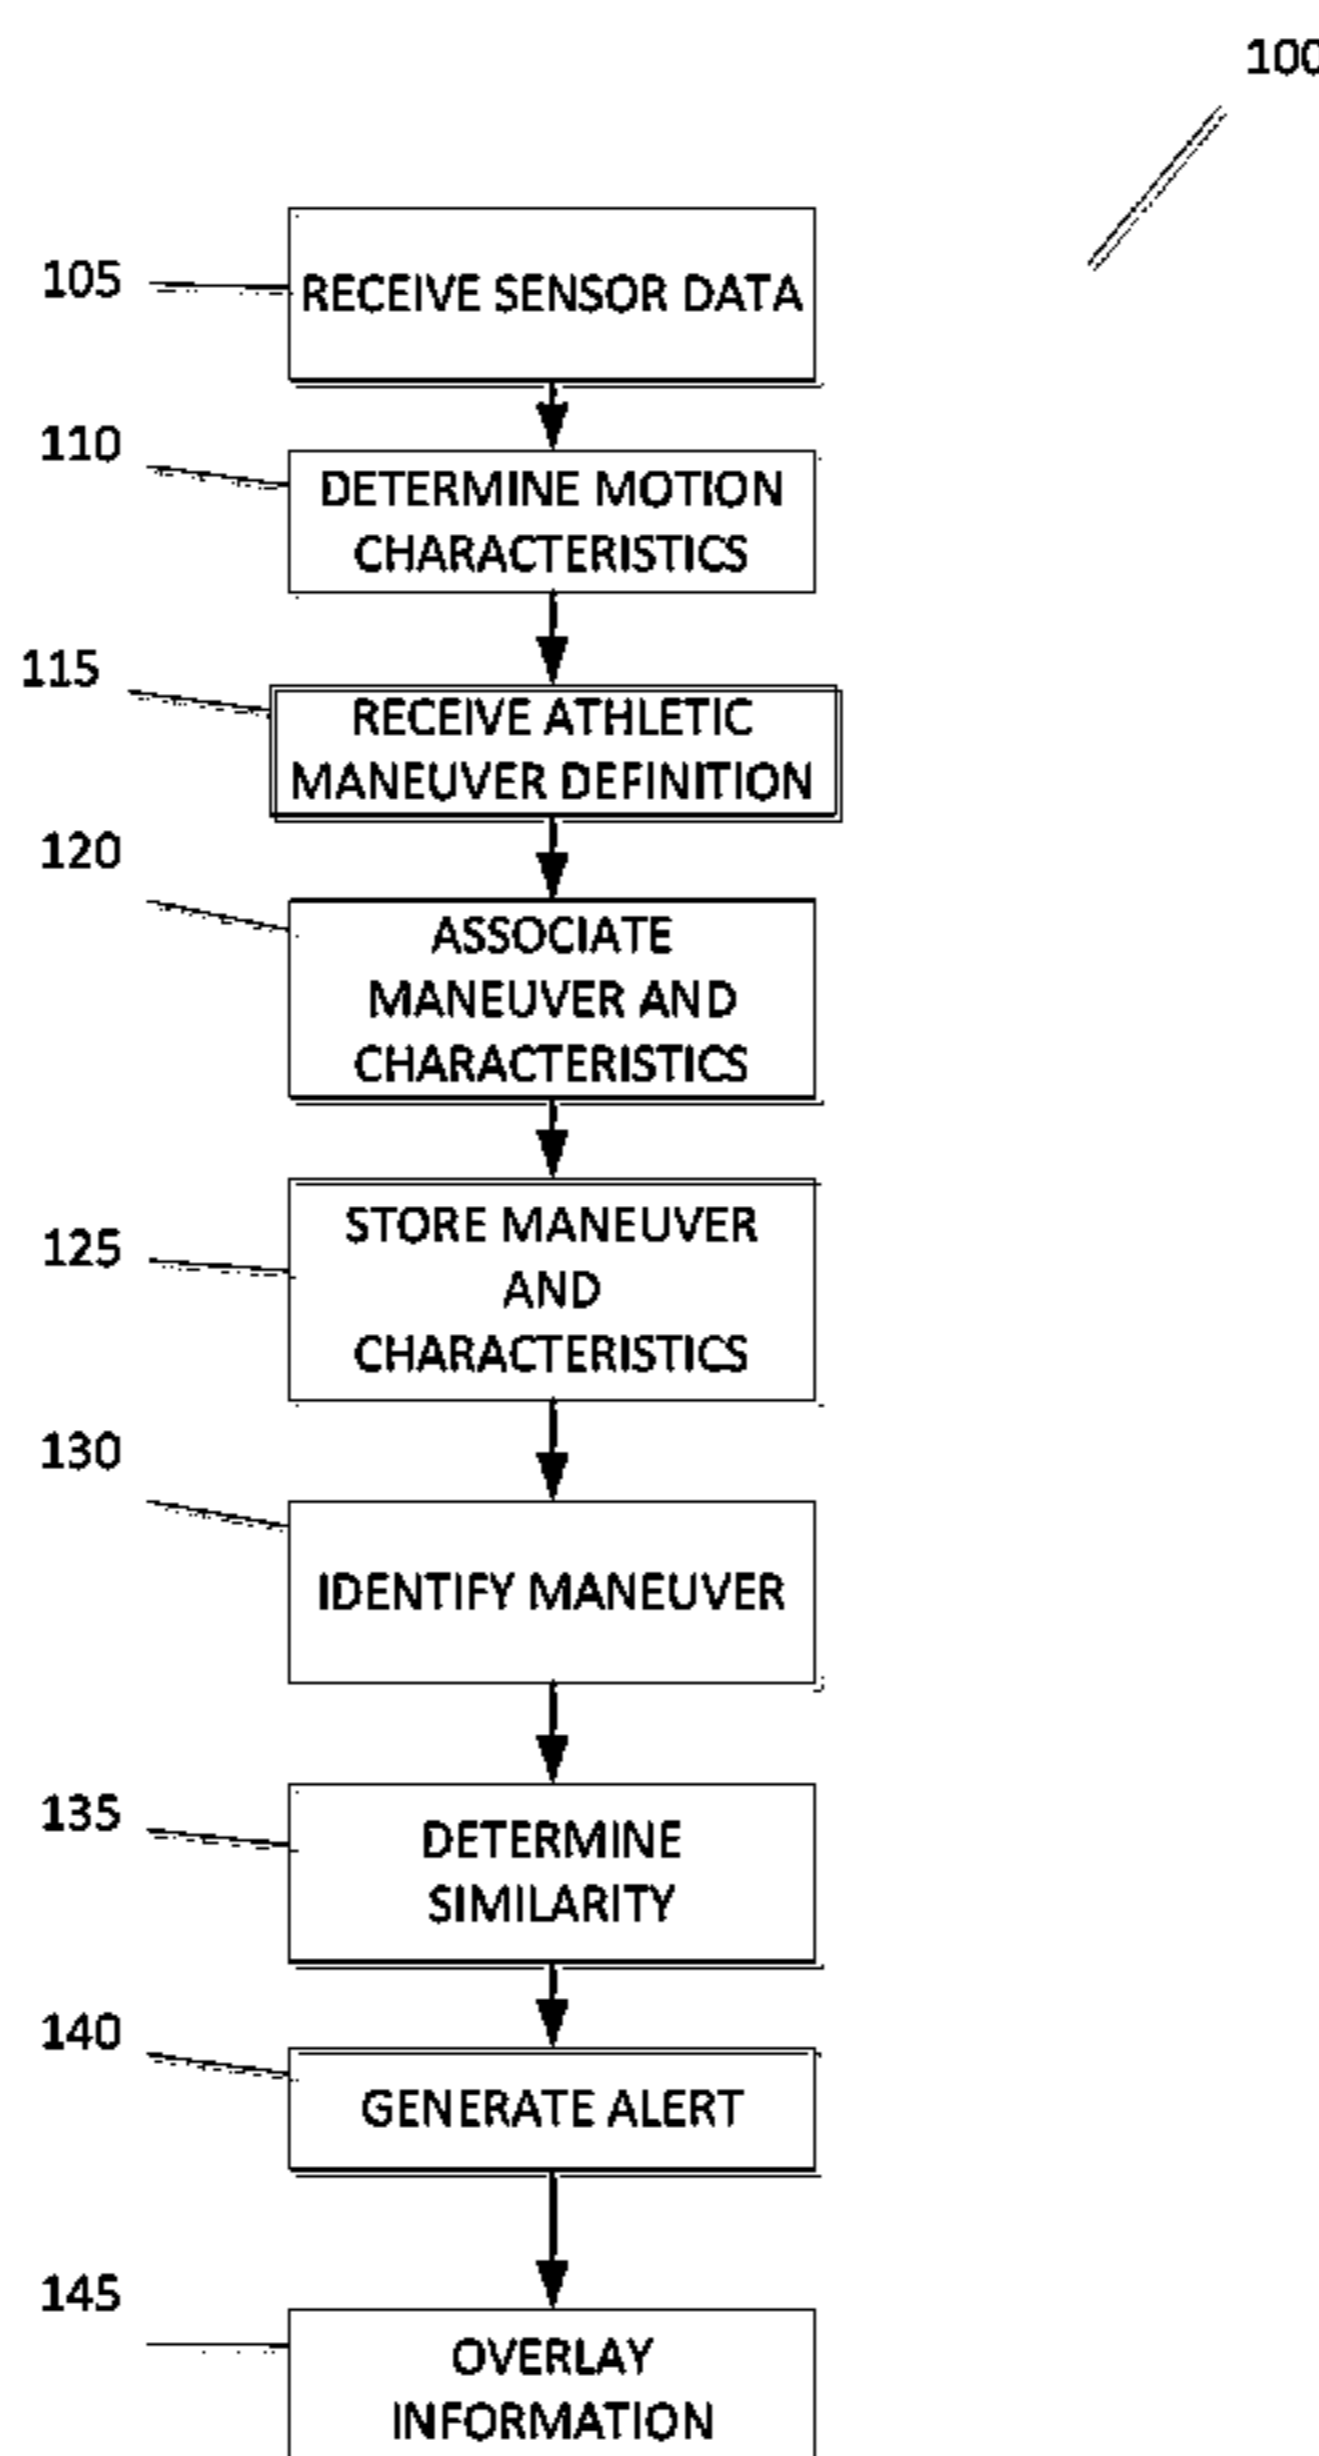 100
105
RECEIVE SENSOR DATA
110
DETERMINE MOTION
CHARACTERISTICS
115
RECEIVE ATHLETIC
MANEUVER DEFINITION
120
ASSOCIATE
MANEUVER AND
CHARACTERISTICS
125
STORE MANEUVER
AND
CHARACTERISTICS
130
IDENTIFY MANEUVER
135
DETERMINE
SIMILARITY
140
GENERATE ALERT
145
OVERLAY
INFORMATION